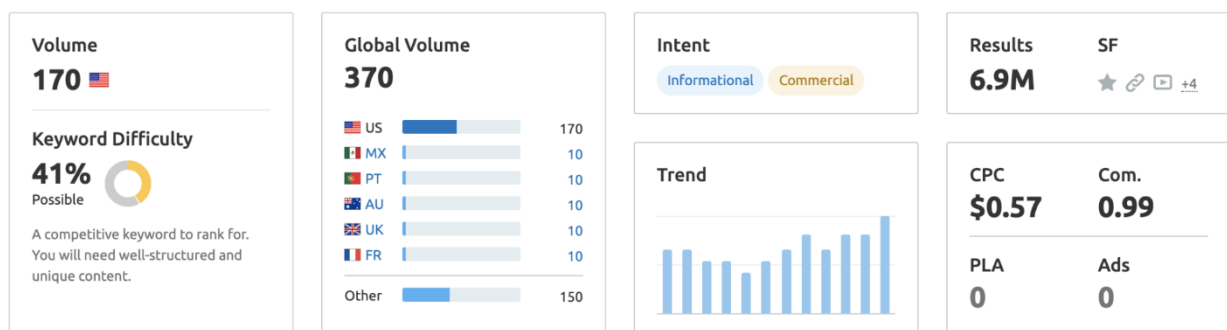 Volume
170
Keyword Difficulty
41%
Possible
A competitive keyword to rank for.
You will need well-structured and
unique content.
Global Volume
370
US 170
MX 10
PT 10
AU 10
UK 10
FR 10
Other 150
Intent
Informational Commercial
Trend
Results SF
6.9M +4
CPC Com.
$0.57 0.99
PLA Ads
0 0